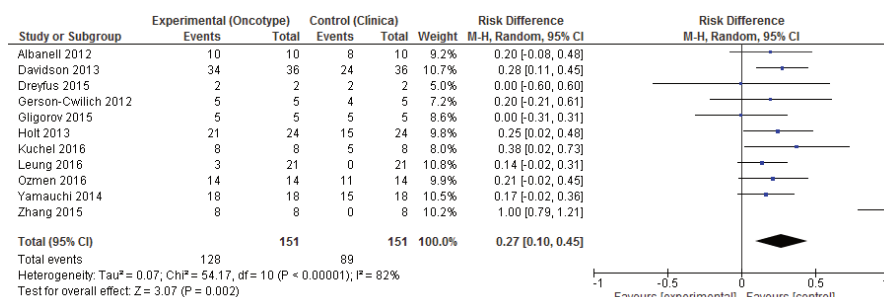 Experimental (Oncotype) Control (Clínica) Risk Difference Risk Difference
Study or Subgroup Events Total Events Total Weight M-H, Random, 95% CI M-H, Random, 95% CI
Albanell 2012 10 10 8 10 9.2% 0.20 [-0.08, 0.48]
Davidson 2013 34 36 24 36 10.7% 0.28 [0.11, 0.45]
Dreyfus 2015 2 2 2 2 5.0% 0.00 [-0.60, 0.60]
Gerson-Cwilich 2012 5 5 4 5 7.2% 0.20 [-0.21, 0.61]
Gligorov 2015 5 5 5 5 8.7% 0.00 [-0.31, 0.31]
Holt 2013 21 24 15 24 9.8% 0.25 [0.02, 0.48]
Kuchel 2016 8 8 5 8 8.0% 0.38 [0.02, 0.73]
Leung 2016 3 21 0 21 10.7% 0.14 [-0.02, 0.31]
Ozmen 2016 14 14 11 14 9.9% 0.21 [-0.02, 0.45]
Yamauchi 2014 18 18 15 18 10.5% 0.17 [-0.02, 0.36]
Zhang 2015 8 8 0 8 10.2% 1.00 [0.79, 1.21]
Total (95% CI) 151 151 100.0% 0.27 [0.10, 0.45]
Total events 128 89
Heterogeneity: Tau² = 0.07; Chi² = 54.17, df = 10 (P < 0.00001); I² = 82%
Test for overall effect: Z = 3.07 (P = 0.002)
-1 -0.5 0 0.5 1
Favours [experimental] Favours [control]